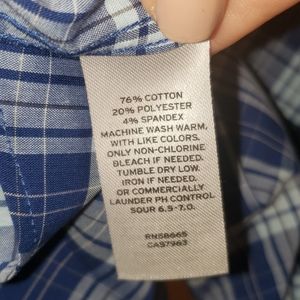 76% COTTON
20% POLYESTER
4% SPANDEX
MACHINE WASH WARM,
WITH LIKE COLORS.
ONLY NON-CHLORINE
BLEACH IF NEEDED.
TUMBLE DRY LOW.
IRON IF NEEDED.
OR COMMERCIALLY
LAUNDER PH CONTROL
SOUR 6.5-7.0.
RN58665
CA57963